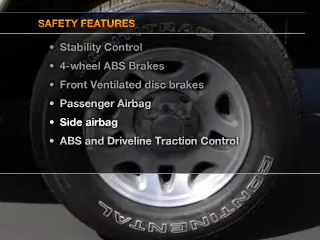 SAFETY FEATURES
• Stability Control
• 4-wheel ABS Brakes
• Front Ventilated disc brakes
• Passenger Airbag
• Side airbag
• ABS and Driveline Traction Control
CONTINENTAL